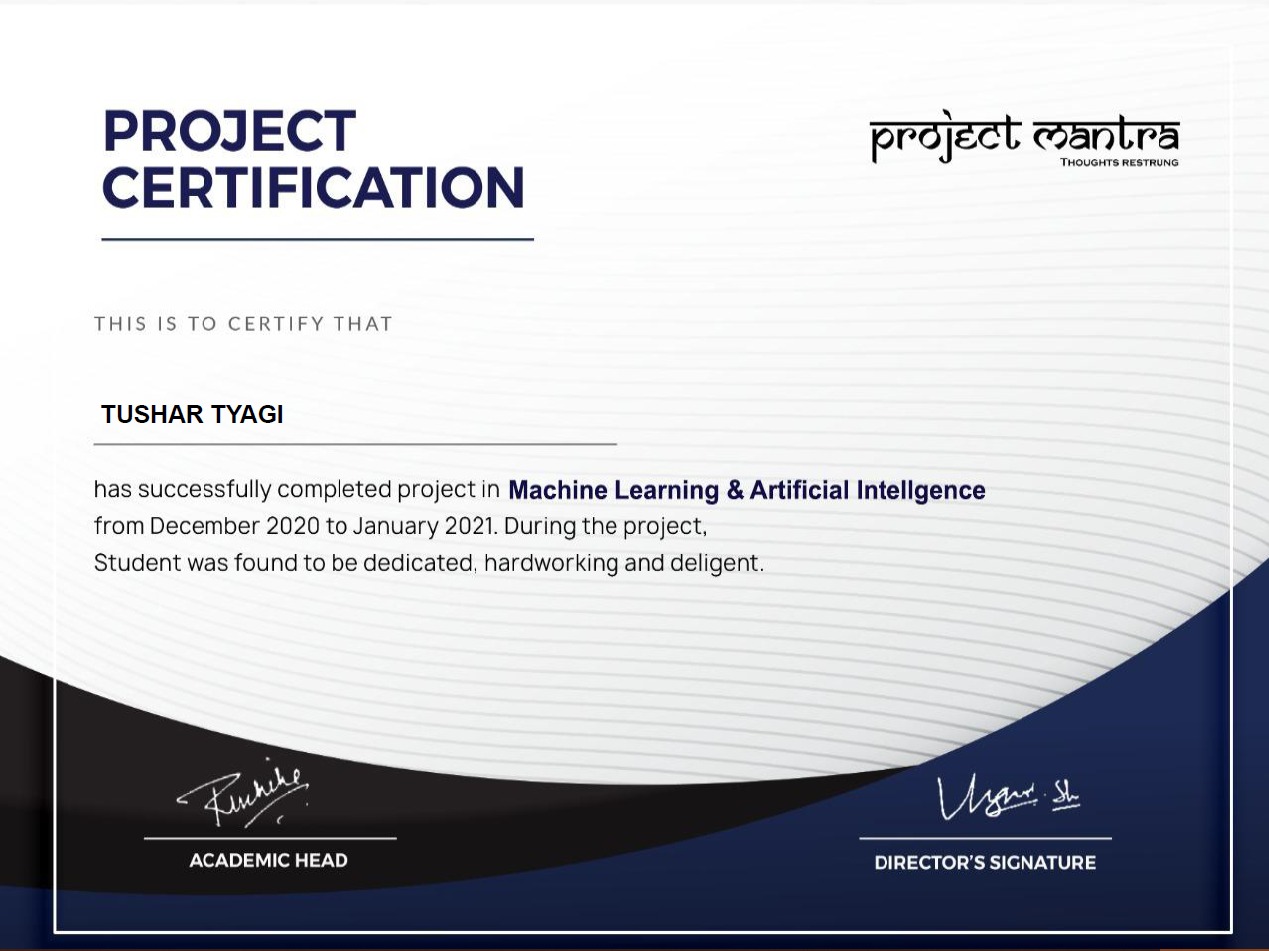 PROJECT
CERTIFICATION
project mantra
THOUGHTS RESTRUNG
THIS IS TO CERTIFY THAT
TUSHAR TYAGI
has successfully completed project in Machine Learning & Artificial Intellgence
from December 2020 to January 2021. During the project,
Student was found to be dedicated, hardworking and deligent.
ACADEMIC HEAD
DIRECTOR'S SIGNATURE